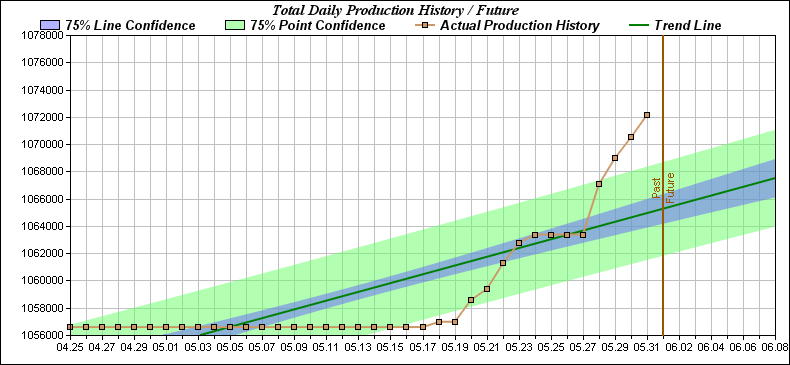 Total Daily Production History / Future
75% Line Confidence 75% Point Confidence Actual Production History Trend Line
1078000
1076000
1074000
1072000
1070000
1068000
1066000
1064000
1062000
1060000
1058000
1056000
Past
Future
04.25 04.27 04.29 05.01 05.03 05.05 05.07 05.09 05.11 05.13 05.15 05.17 05.19 05.21 05.23 05.25 05.27 05.29 05.31 06.02 06.04 06.06 06.08